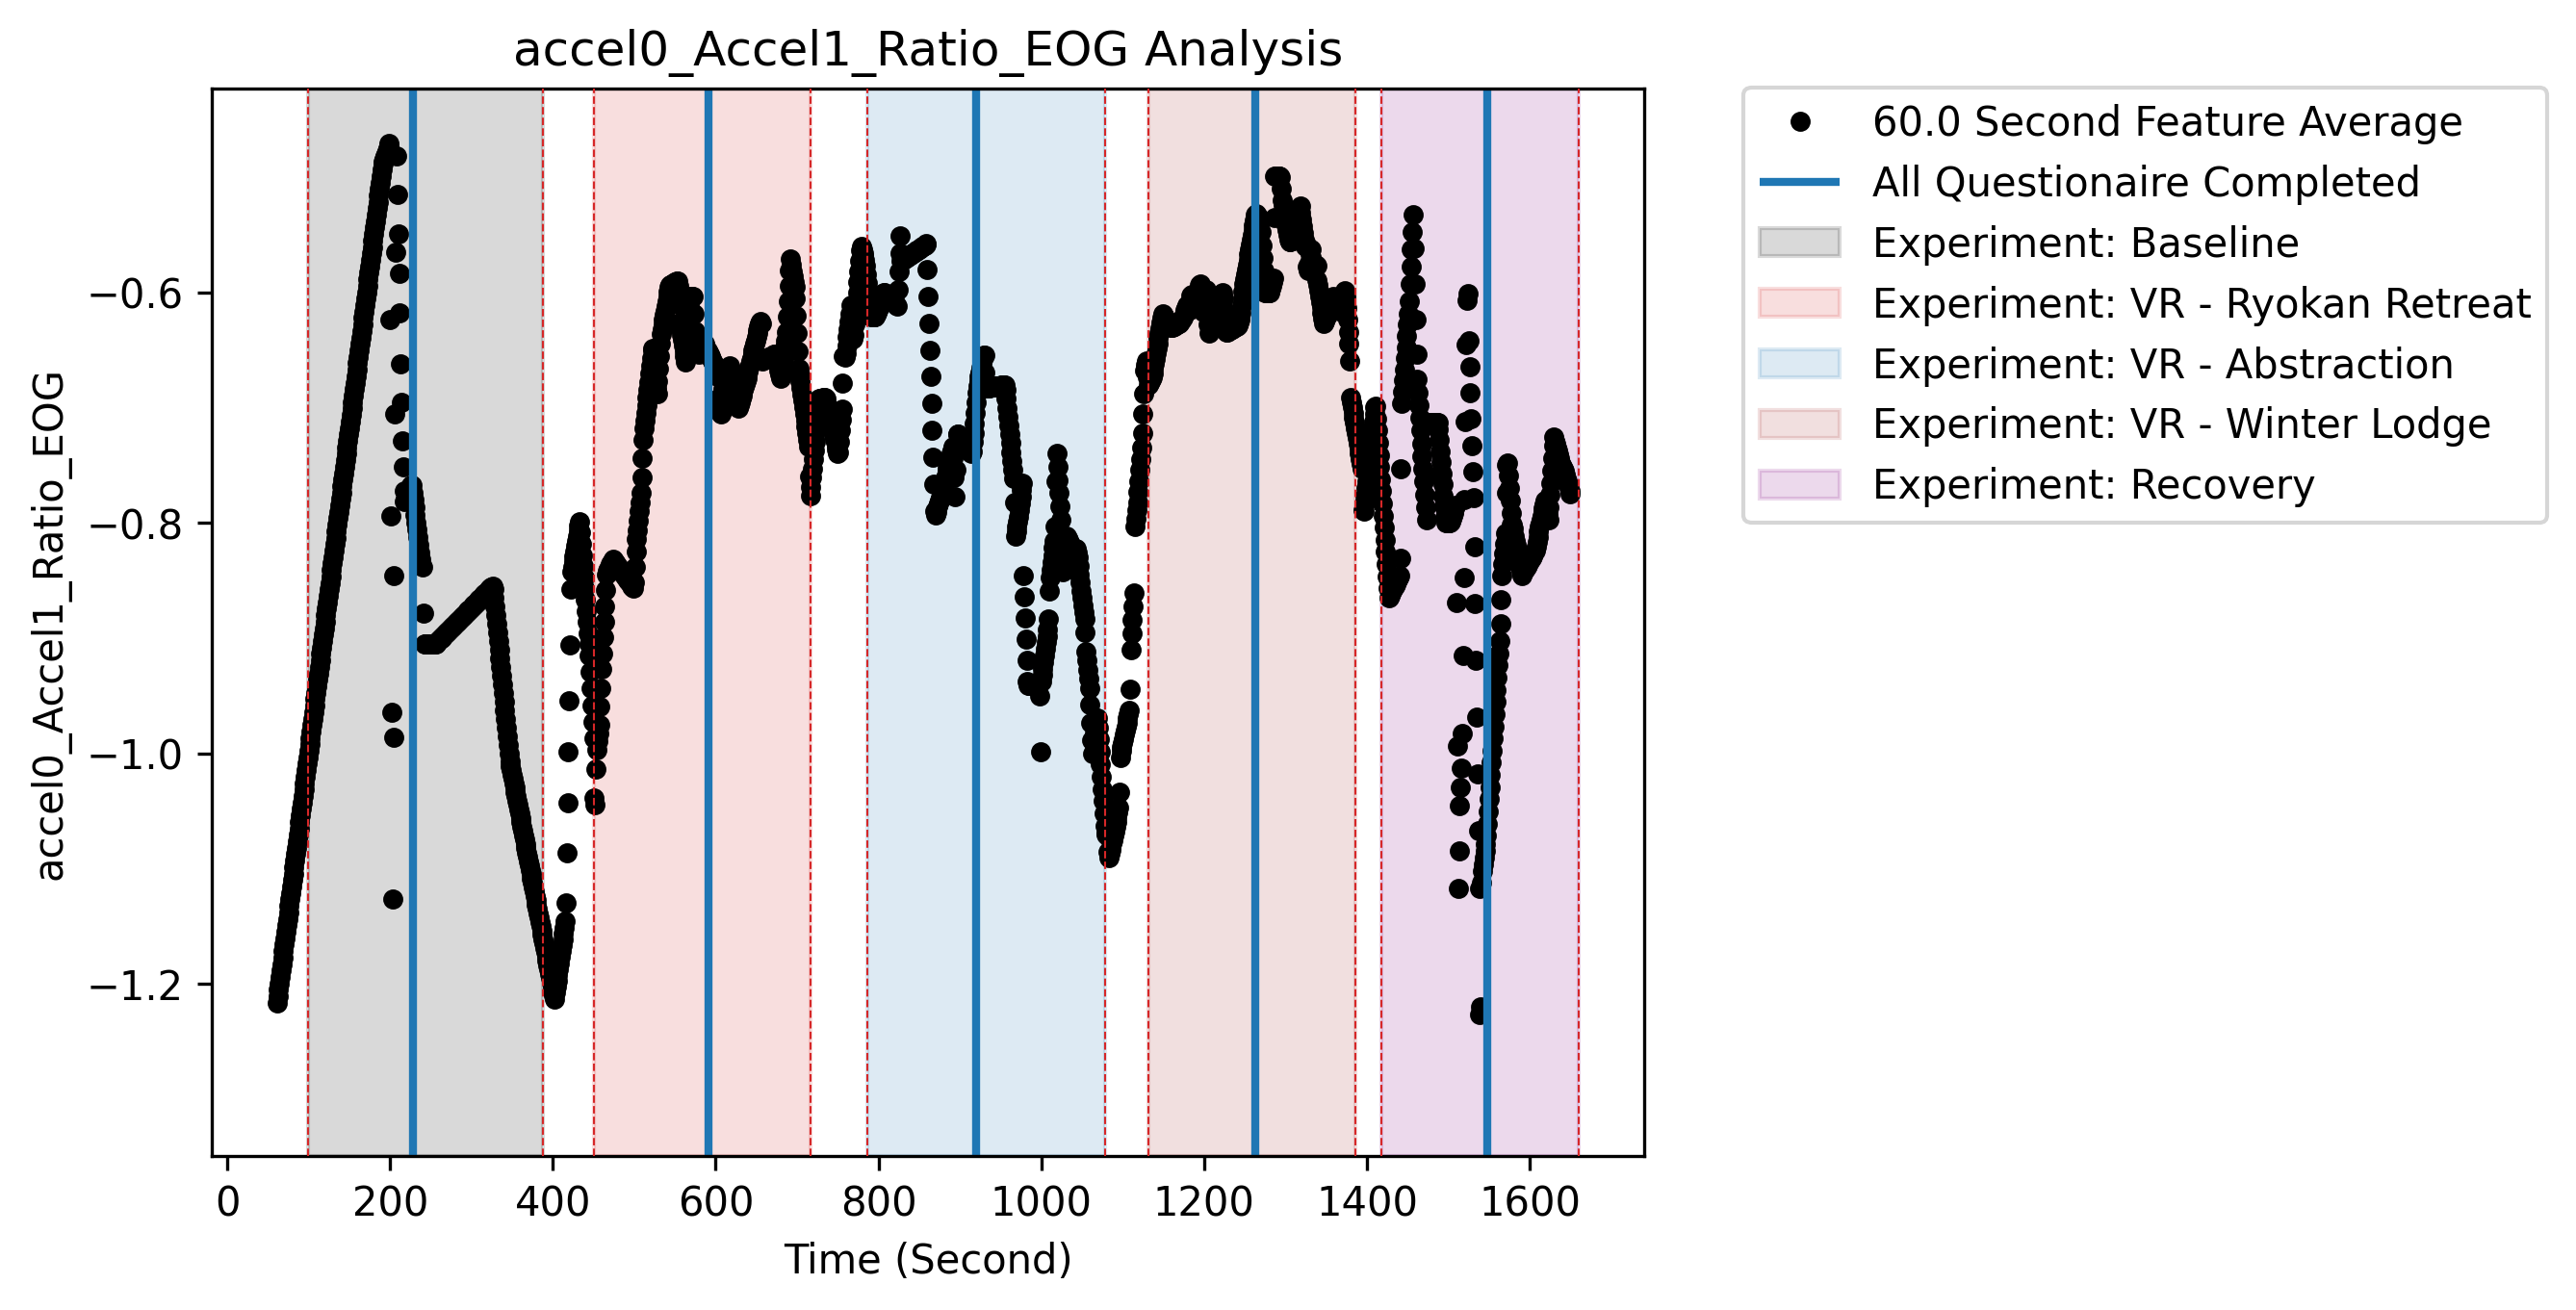 accel0_Accel1_Ratio_EOG Analysis
accel0_Accel1_Ratio_EOG
−0.6
−0.8
−1.0
−1.2
0 200 400 600 800 1000 1200 1400 1600
Time (Second)
60.0 Second Feature Average
All Questionaire Completed
Experiment: Baseline
Experiment: VR - Ryokan Retreat
Experiment: VR - Abstraction
Experiment: VR - Winter Lodge
Experiment: Recovery